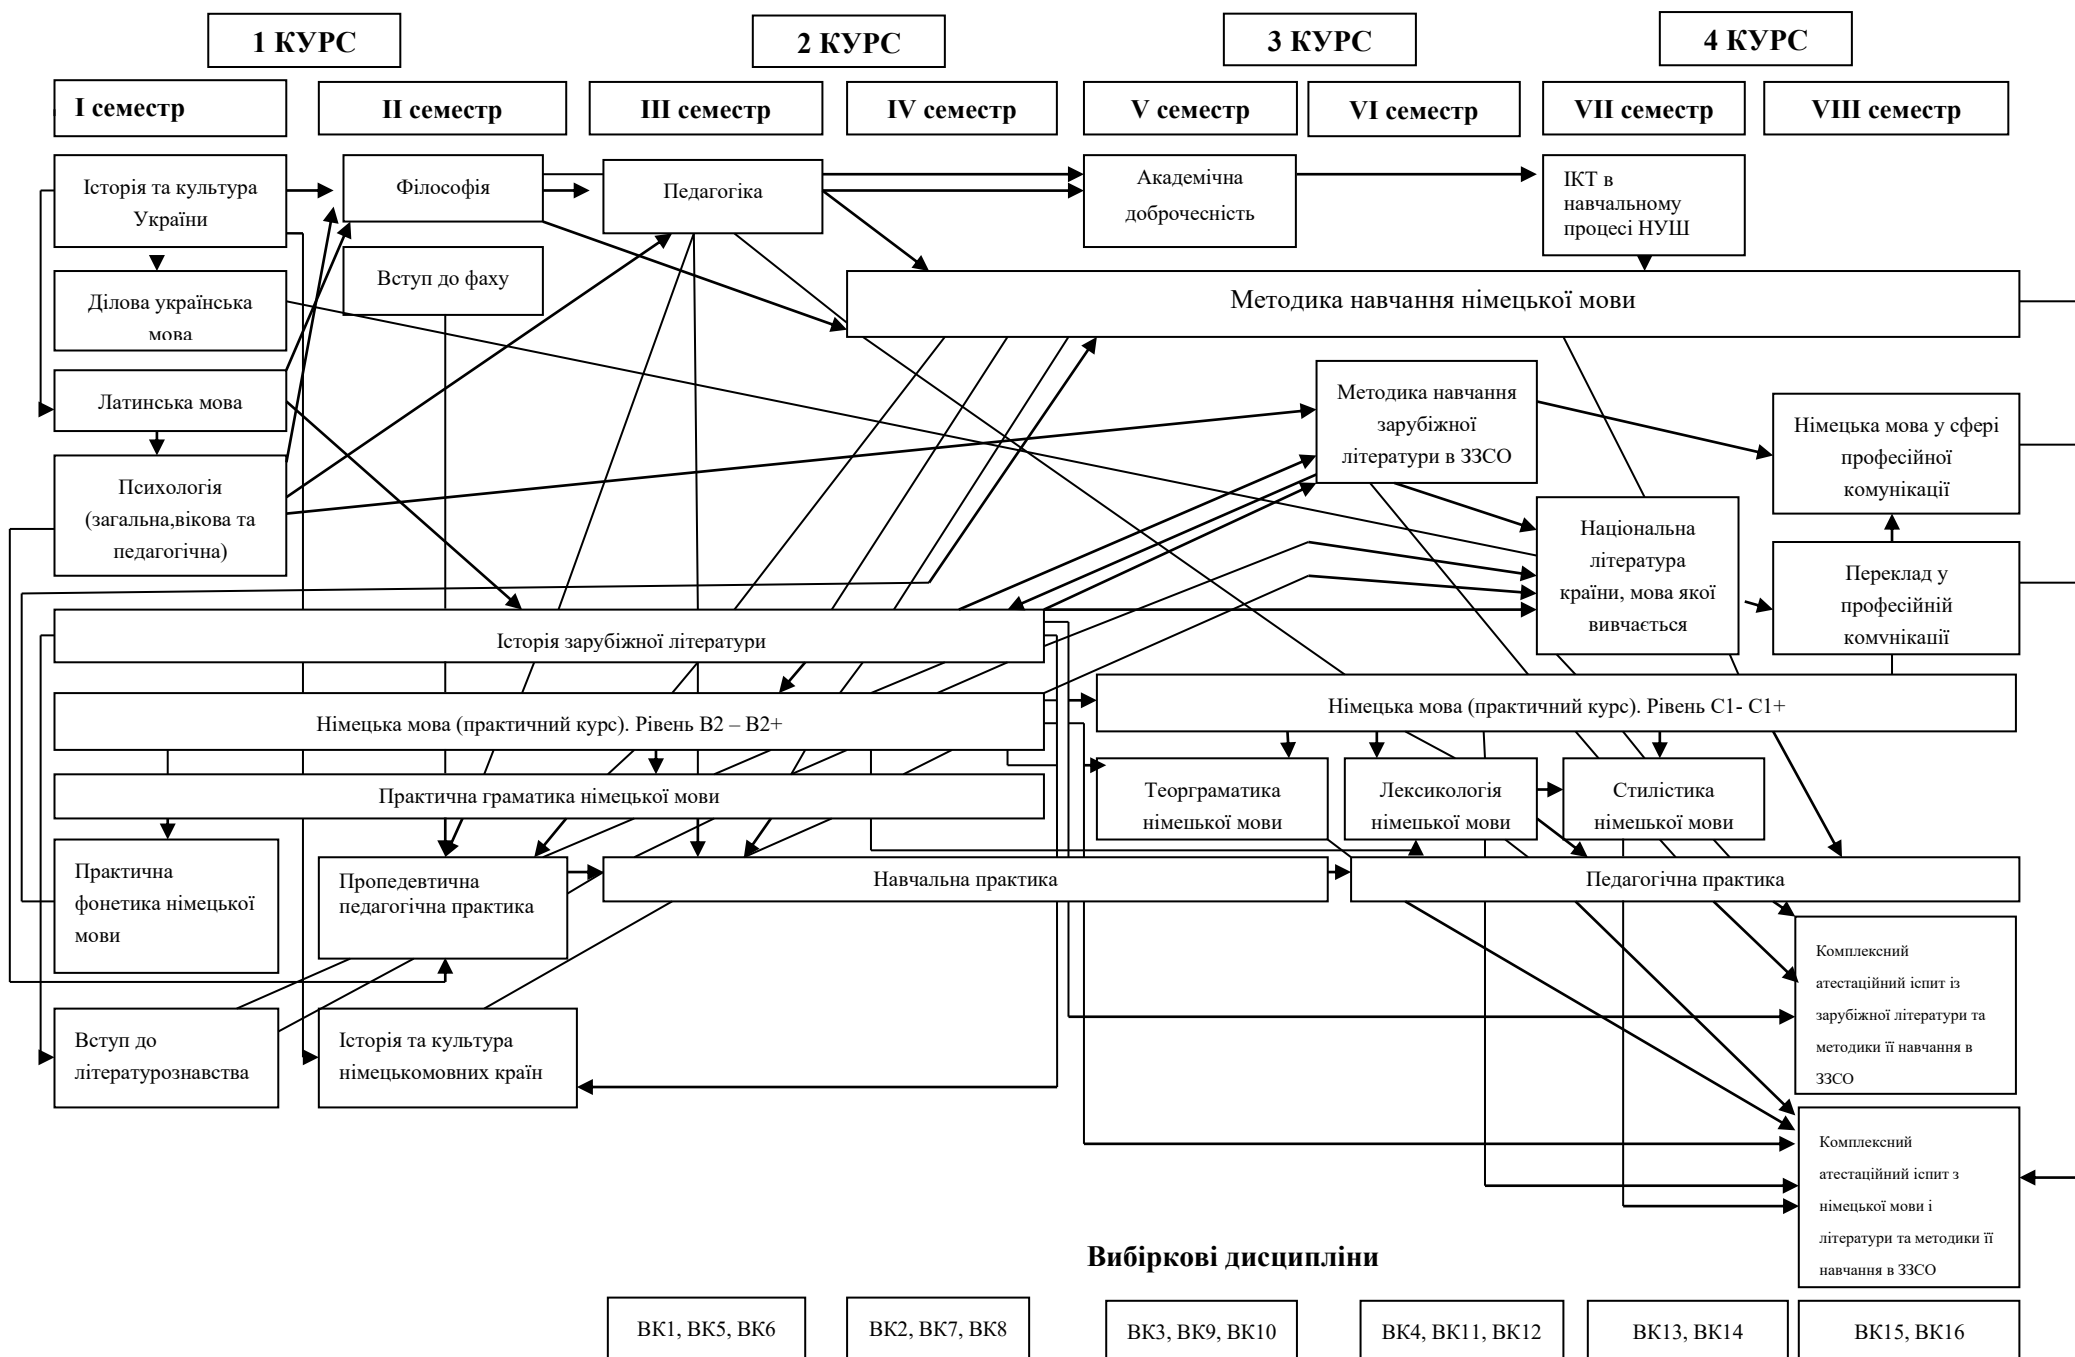 1 КУРС
2 КУРС
3 КУРС
4 КУРС
І семестр
ІІ семестр
ІІІ семестр
IV семестр
V семестр
VI семестр
VII семестр
VIII семестр
Історія та культура
України
Філософія
Педагогіка
Академічна
доброчесність
ІКТ в
навчальному
процесі НУШ
Вступ до фаху
Ділова українська
мова
Методика навчання німецької мови
Латинська мова
Методика навчання
зарубіжної
літератури в ЗЗСО
Німецька мова у сфері
професійної
комунікації
Психологія
(загальна,вікова та
педагогічна)
Національна
література
країни, мова якої
вивчається
Переклад у
професійній
комунікації
Історія зарубіжної літератури
Німецька мова (практичний курс). Рівень В2 – В2+
Німецька мова (практичний курс). Рівень С1- С1+
Практична граматика німецької мови
Теорграматика
німецької мови
Лексикологія
німецької мови
Стилістика
німецької мови
Практична
фонетика німецької
мови
Пропедевтична
педагогічна практика
Навчальна практика
Педагогічна практика
Комплексний
атестаційний іспит із
зарубіжної літератури та
методики її навчання в
ЗЗСО
Вступ до
літературознавства
Історія та культура
німецькомовних країн
Комплексний
атестаційний іспит з
німецької мови і
літератури та методики її
навчання в ЗЗСО
Вибіркові дисципліни
ВК1, ВК5, ВК6
ВК2, ВК7, ВК8
ВК3, ВК9, ВК10
ВК4, ВК11, ВК12
ВК13, ВК14
ВК15, ВК16